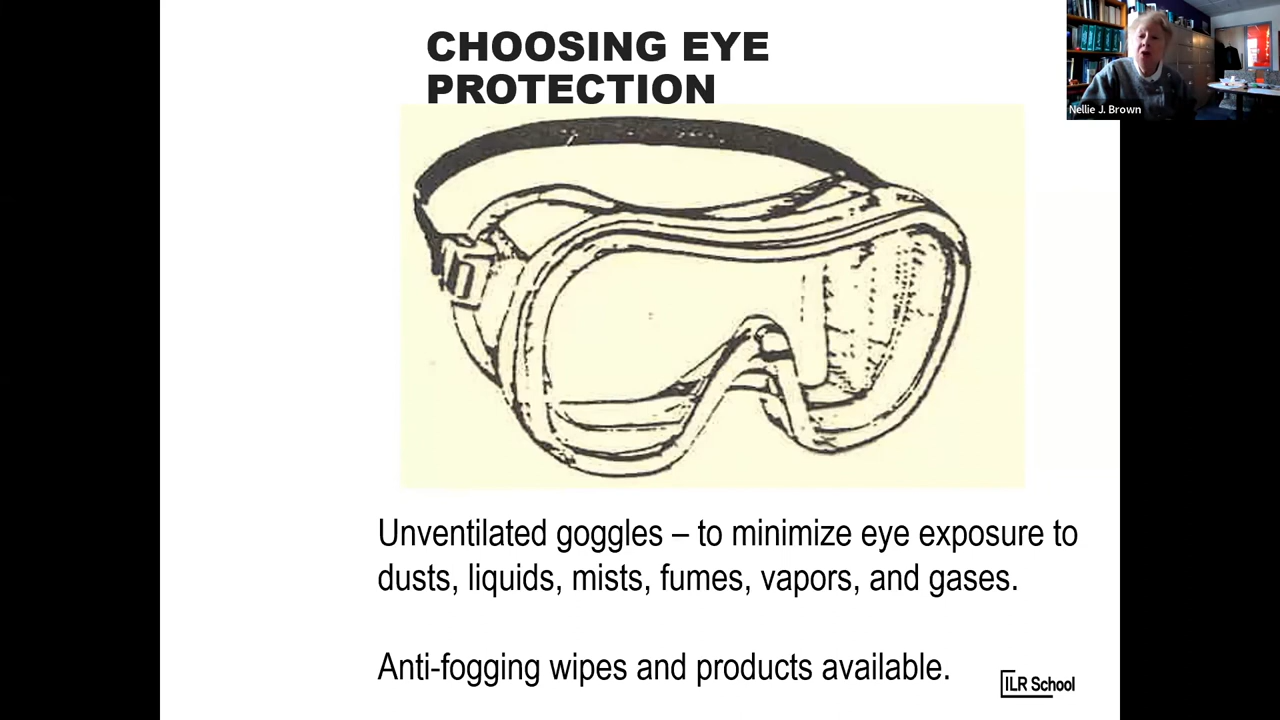 CHOOSING EYE
PROTECTION
Nellie J. Brown
Unventilated goggles – to minimize eye exposure to
dusts, liquids, mists, fumes, vapors, and gases.
Anti-fogging wipes and products available.
ILR School